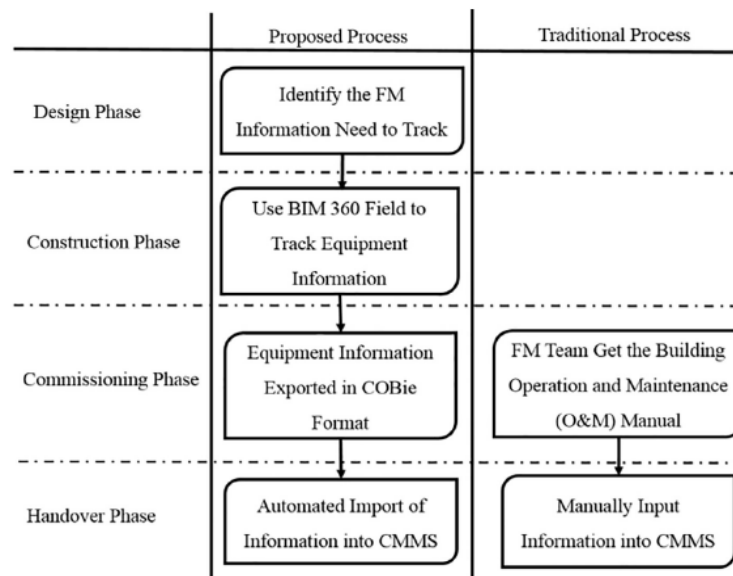 Proposed Process
Traditional Process
Design Phase
Identify the FM
Information Need to Track
Construction Phase
Use BIM 360 Field to
Track Equipment
Information
Commissioning Phase
Equipment Information
Exported in COBie
Format
FM Team Get the Building
Operation and Maintenance
(O&M) Manual
Handover Phase
Automated Import of
Information into CMMS
Manually Input
Information into CMMS